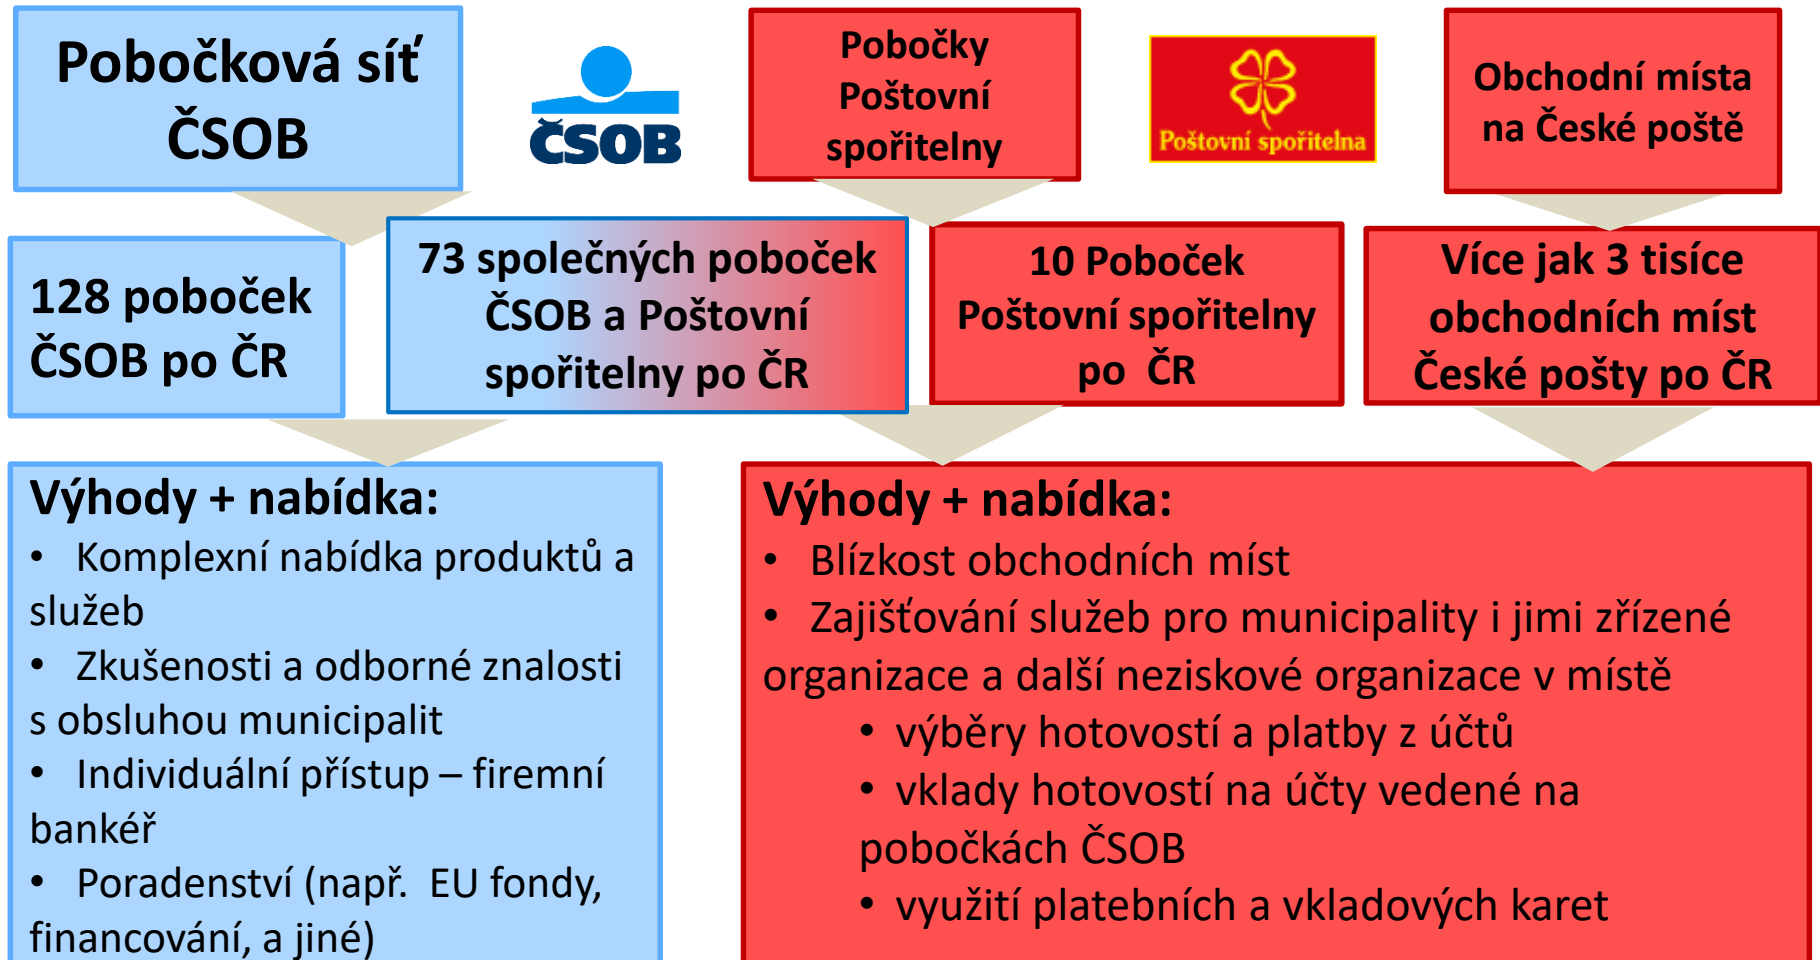 Pobočková síť
ČSOB
ČSOB
Pobočky
Poštovní
spořitelny
Poštovní spořitelna
Obchodní místa
na České poště
128 poboček
ČSOB po ČR
73 společných poboček
ČSOB a Poštovní
spořitelny po ČR
10 Poboček
Poštovní spořitelny
po ČR
Více jak 3 tisíce
obchodních míst
České pošty po ČR
Výhody + nabídka:
• Komplexní nabídka produktů a
služeb
• Zkušenosti a odborné znalosti
s obsluhou municipalit
• Individuální přístup – firemní
bankéř
• Poradenství (např. EU fondy,
financování, a jiné)
Výhody + nabídka:
• Blízkost obchodních míst
• Zajišťování služeb pro municipality i jimi zřízené
organizace a další neziskové organizace v místě
• výběry hotovostí a platby z účtů
• vklady hotovostí na účty vedené na
pobočkách ČSOB
• využití platebních a vkladových karet